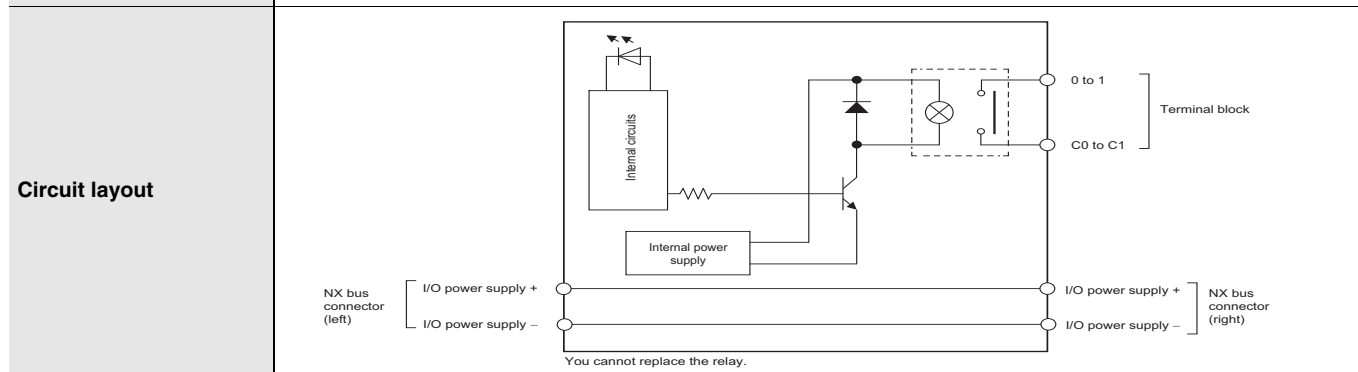 Circuit layout
Internal circuits
0 to 1
Terminal block
C0 to C1
Internal power
supply
NX bus
connector
(left)
I/O power supply +
I/O power supply –
I/O power supply +
I/O power supply –
NX bus
connector
(right)
You cannot replace the relay.